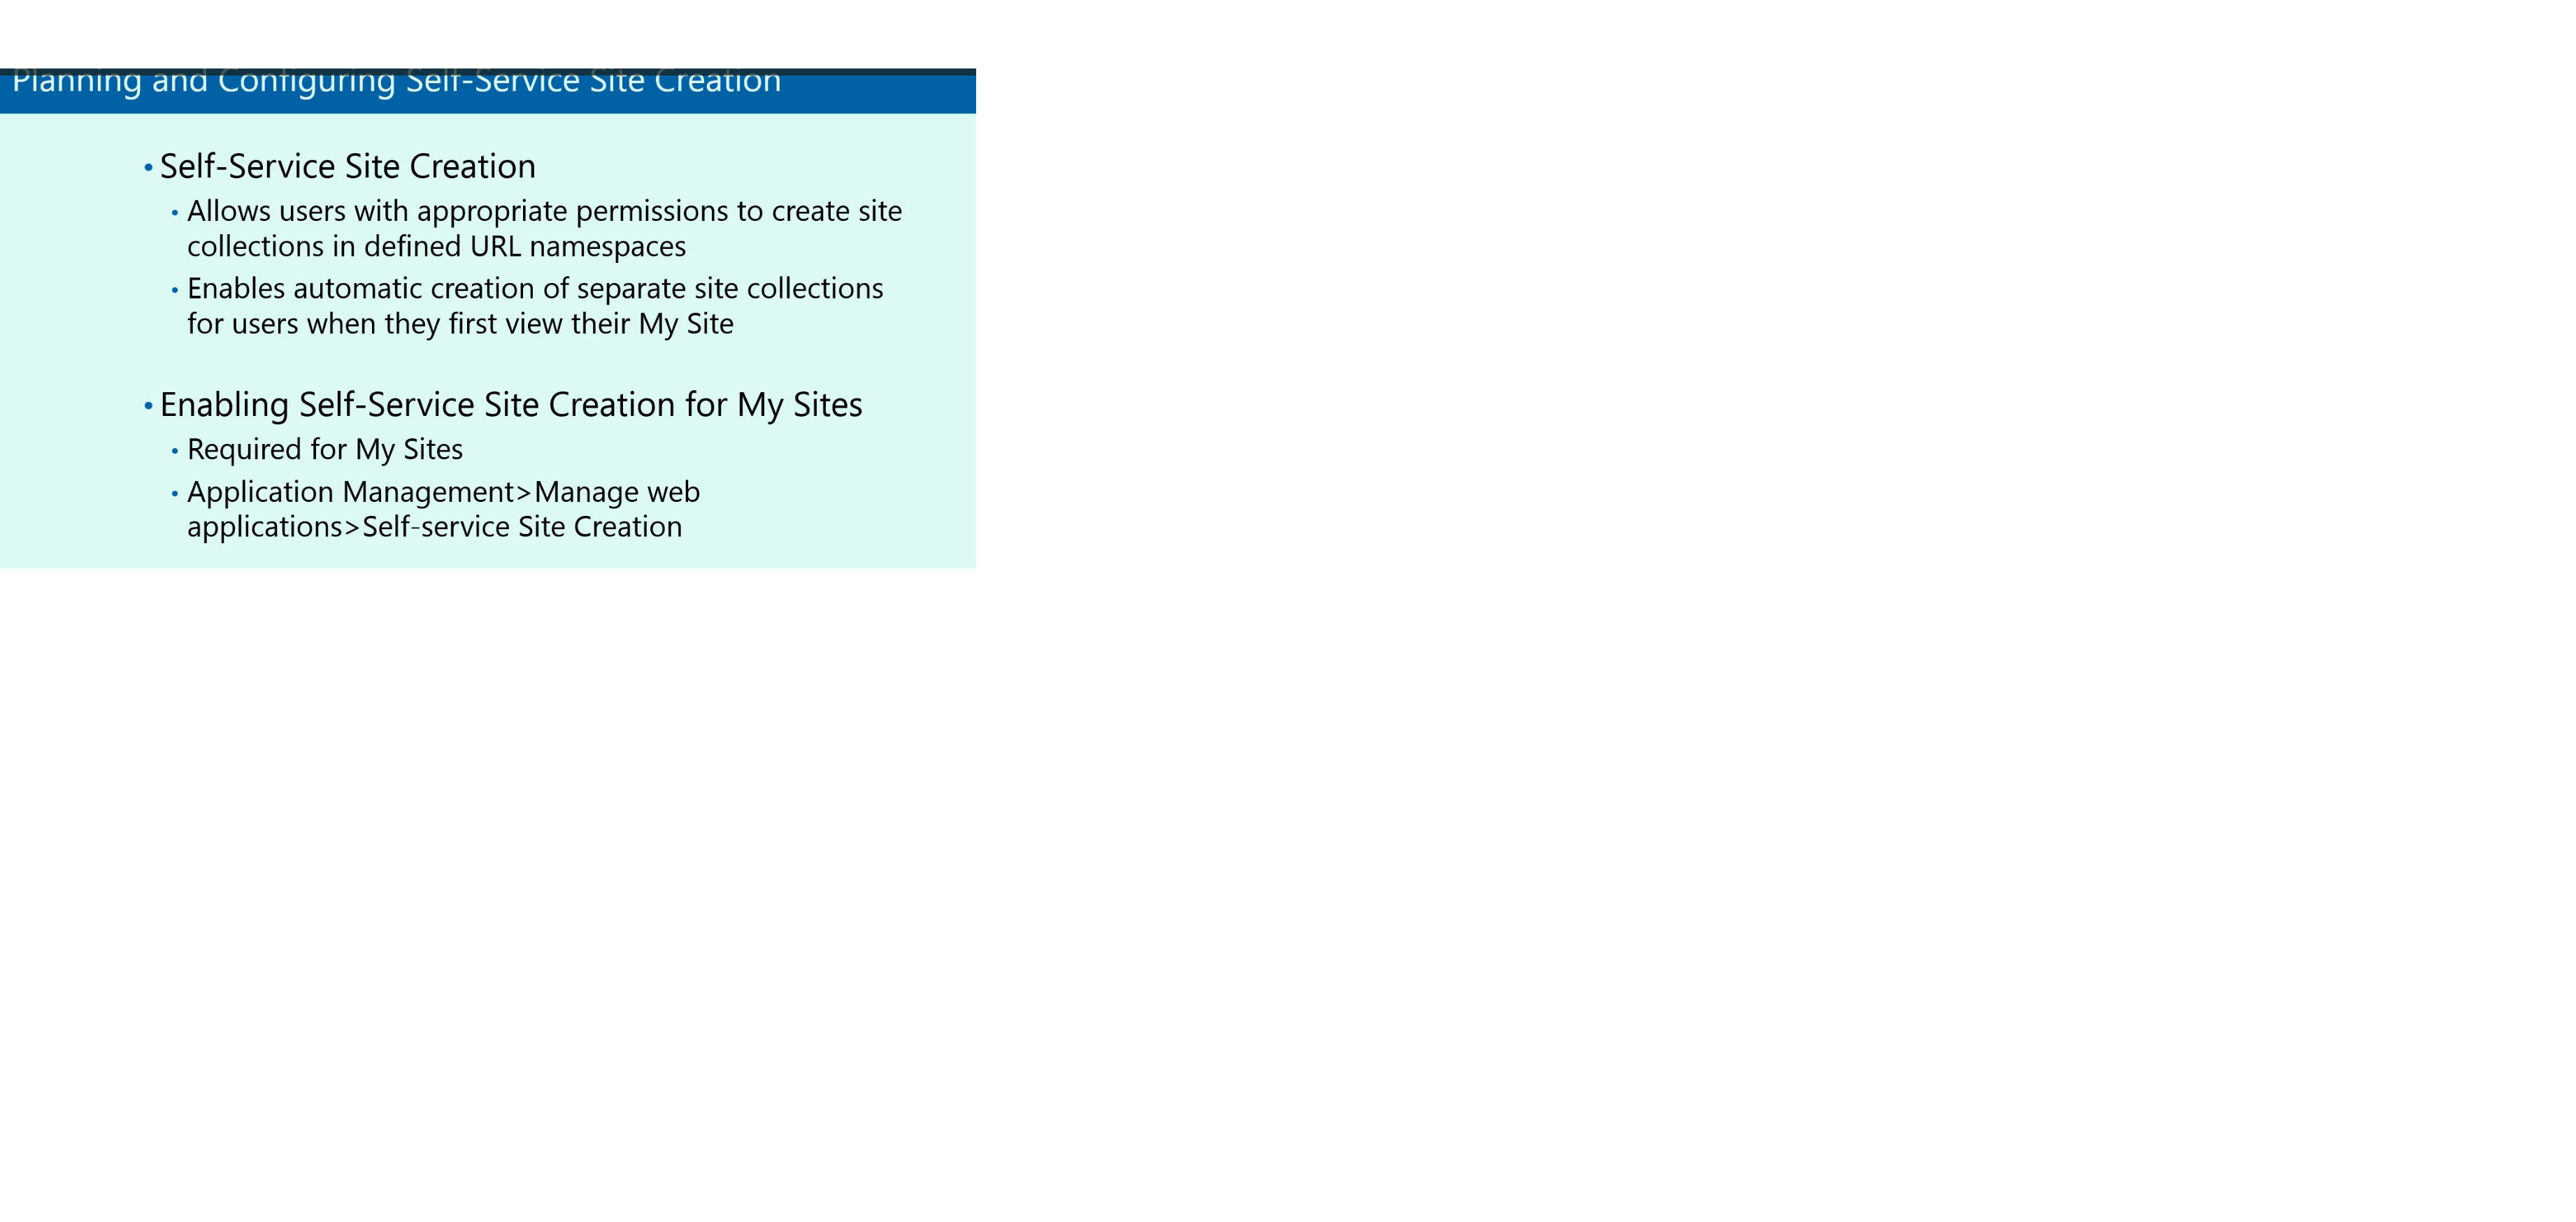 Planning and Configuring Self-Service Site Creation
• Self-Service Site Creation
• Allows users with appropriate permissions to create site
collections in defined URL namespaces
• Enables automatic creation of separate site collections
for users when they first view their My Site
• Enabling Self-Service Site Creation for My Sites
• Required for My Sites
• Application Management>Manage web
applications>Self-service Site Creation